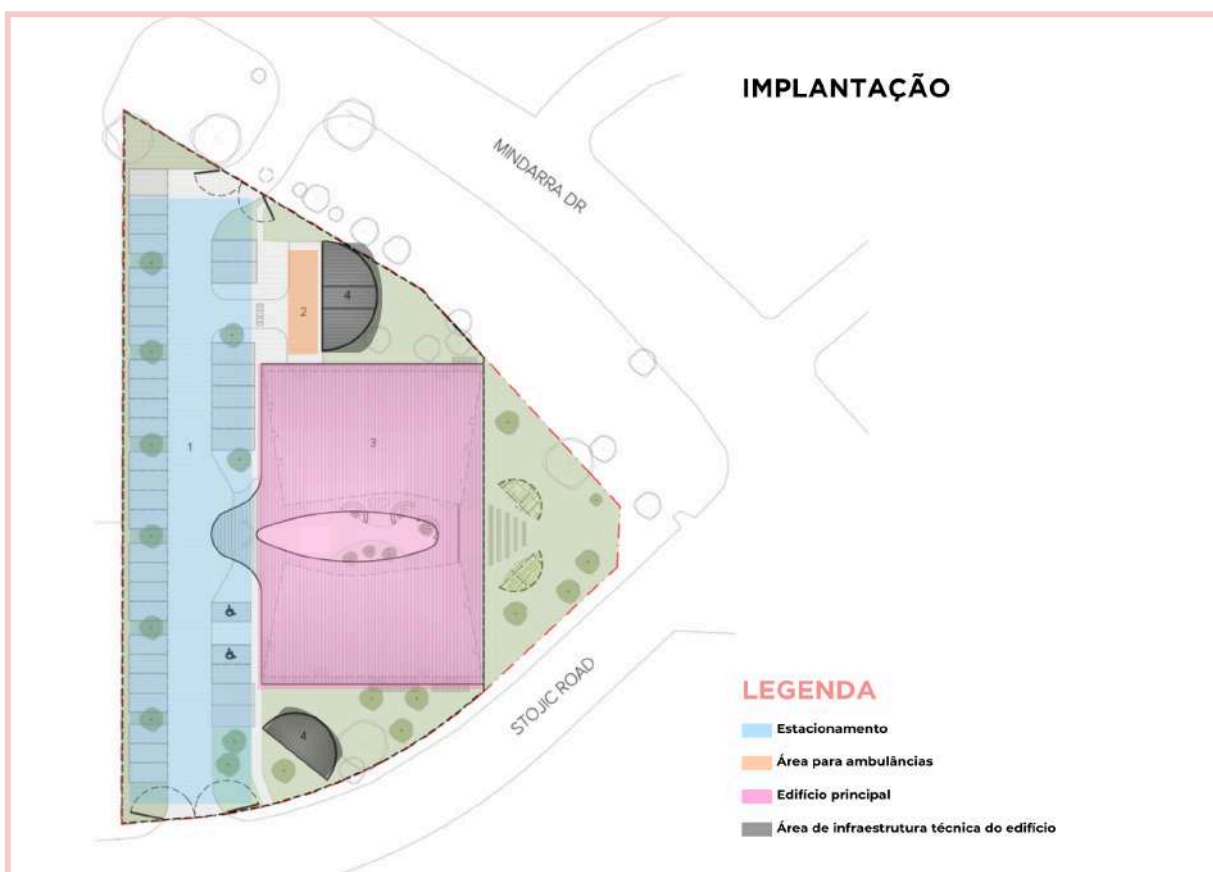 IMPLANTAÇÃO
MINDARRA DR
4
2
1
3
4
STOJIC ROAD
LEGENDA
Estacionamento
Área para ambulâncias
Edifício principal
Área de infraestrutura técnica do edifício